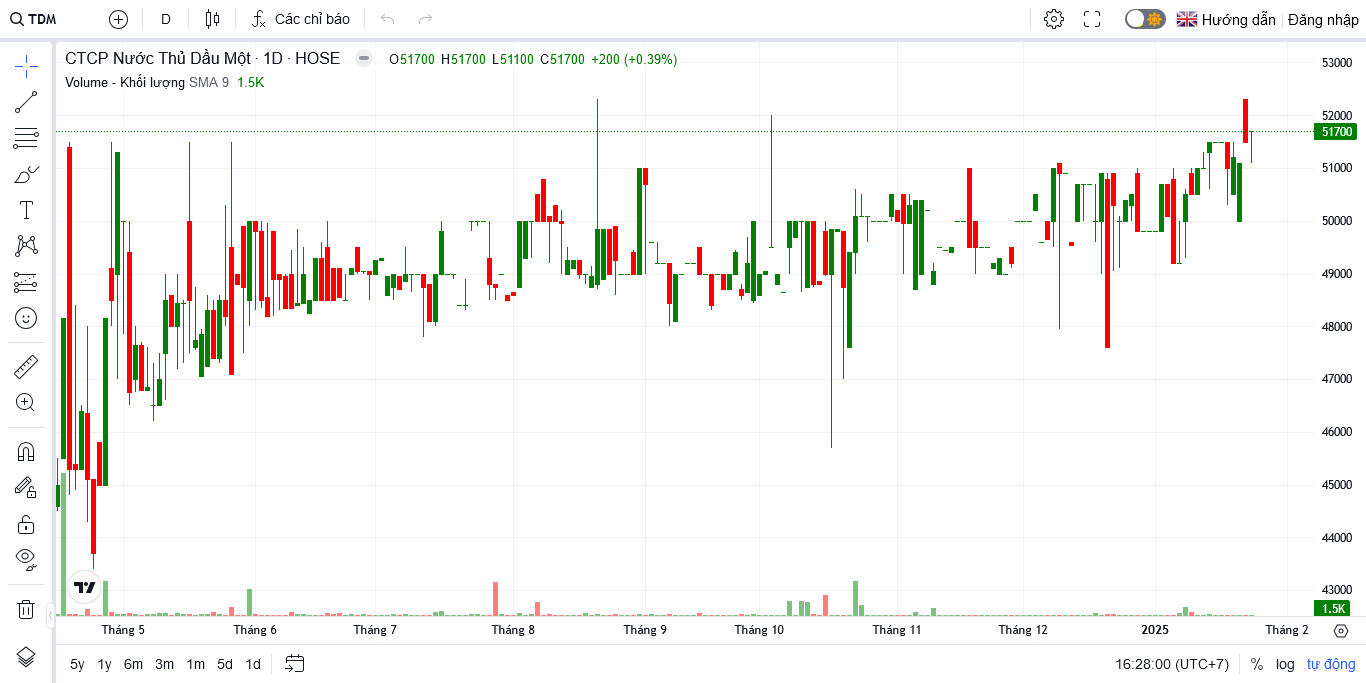 TDM
D
Các chỉ báo
Hướng dẫn
Đăng nhập
CTCP Nước Thủ Dầu Một · 1D · HOSE
O51700 H51700 L51100 C51700 +200 (+0.39%)
Volume - Khối lượng SMA 9 1.5K
53000
52000
51700
51000
50000
49000
48000
47000
46000
45000
44000
43000
1.5K
Tháng 5
Tháng 6
Tháng 7
Tháng 8
Tháng 9
Tháng 10
Tháng 11
Tháng 12
2025
Tháng 2
5y 1y 6m 3m 1m 5d 1d
16:28:00 (UTC+7)
%
log
tự động